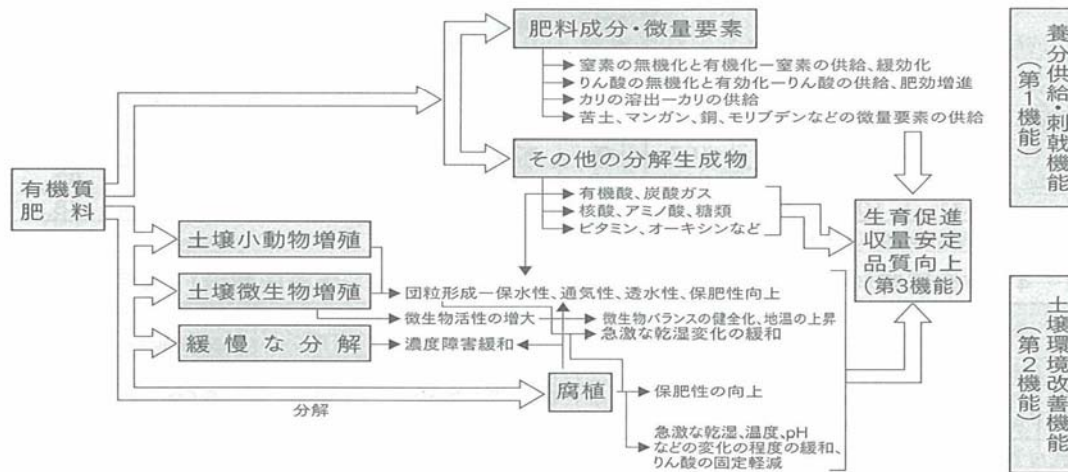 肥料成分・微量要素
窒素の無機化と有機化ー窒素の供給、緩効化
りん酸の無機化と有効化ーりん酸の供給、肥効増進
カリの溶出ーカリの供給
苦土、マンガン、銅、モリブデンなどの微量要素の供給
その他の分解生成物
有機酸、炭酸ガス
核酸、アミノ酸、糖類
ビタミン、オーキシンなど
有機質
肥料
土壌小動物増殖
土壌微生物増殖
緩慢な分解
団粒形成ー保水性、通気性、透水性、保肥性向上
微生物活性の増大
微生物バランスの健全化、地温の上昇
急激な乾湿変化の緩和
濃度障害緩和
腐植
分解
保肥性の向上
急激な乾湿、温度、pH
などの変化の程度の緩和、
りん酸の固定軽減
生育促進
収量安定
品質向上
(第3機能)
養分供給・刺戟機能
(第1機能)
土壌環境改善機能
(第2機能)